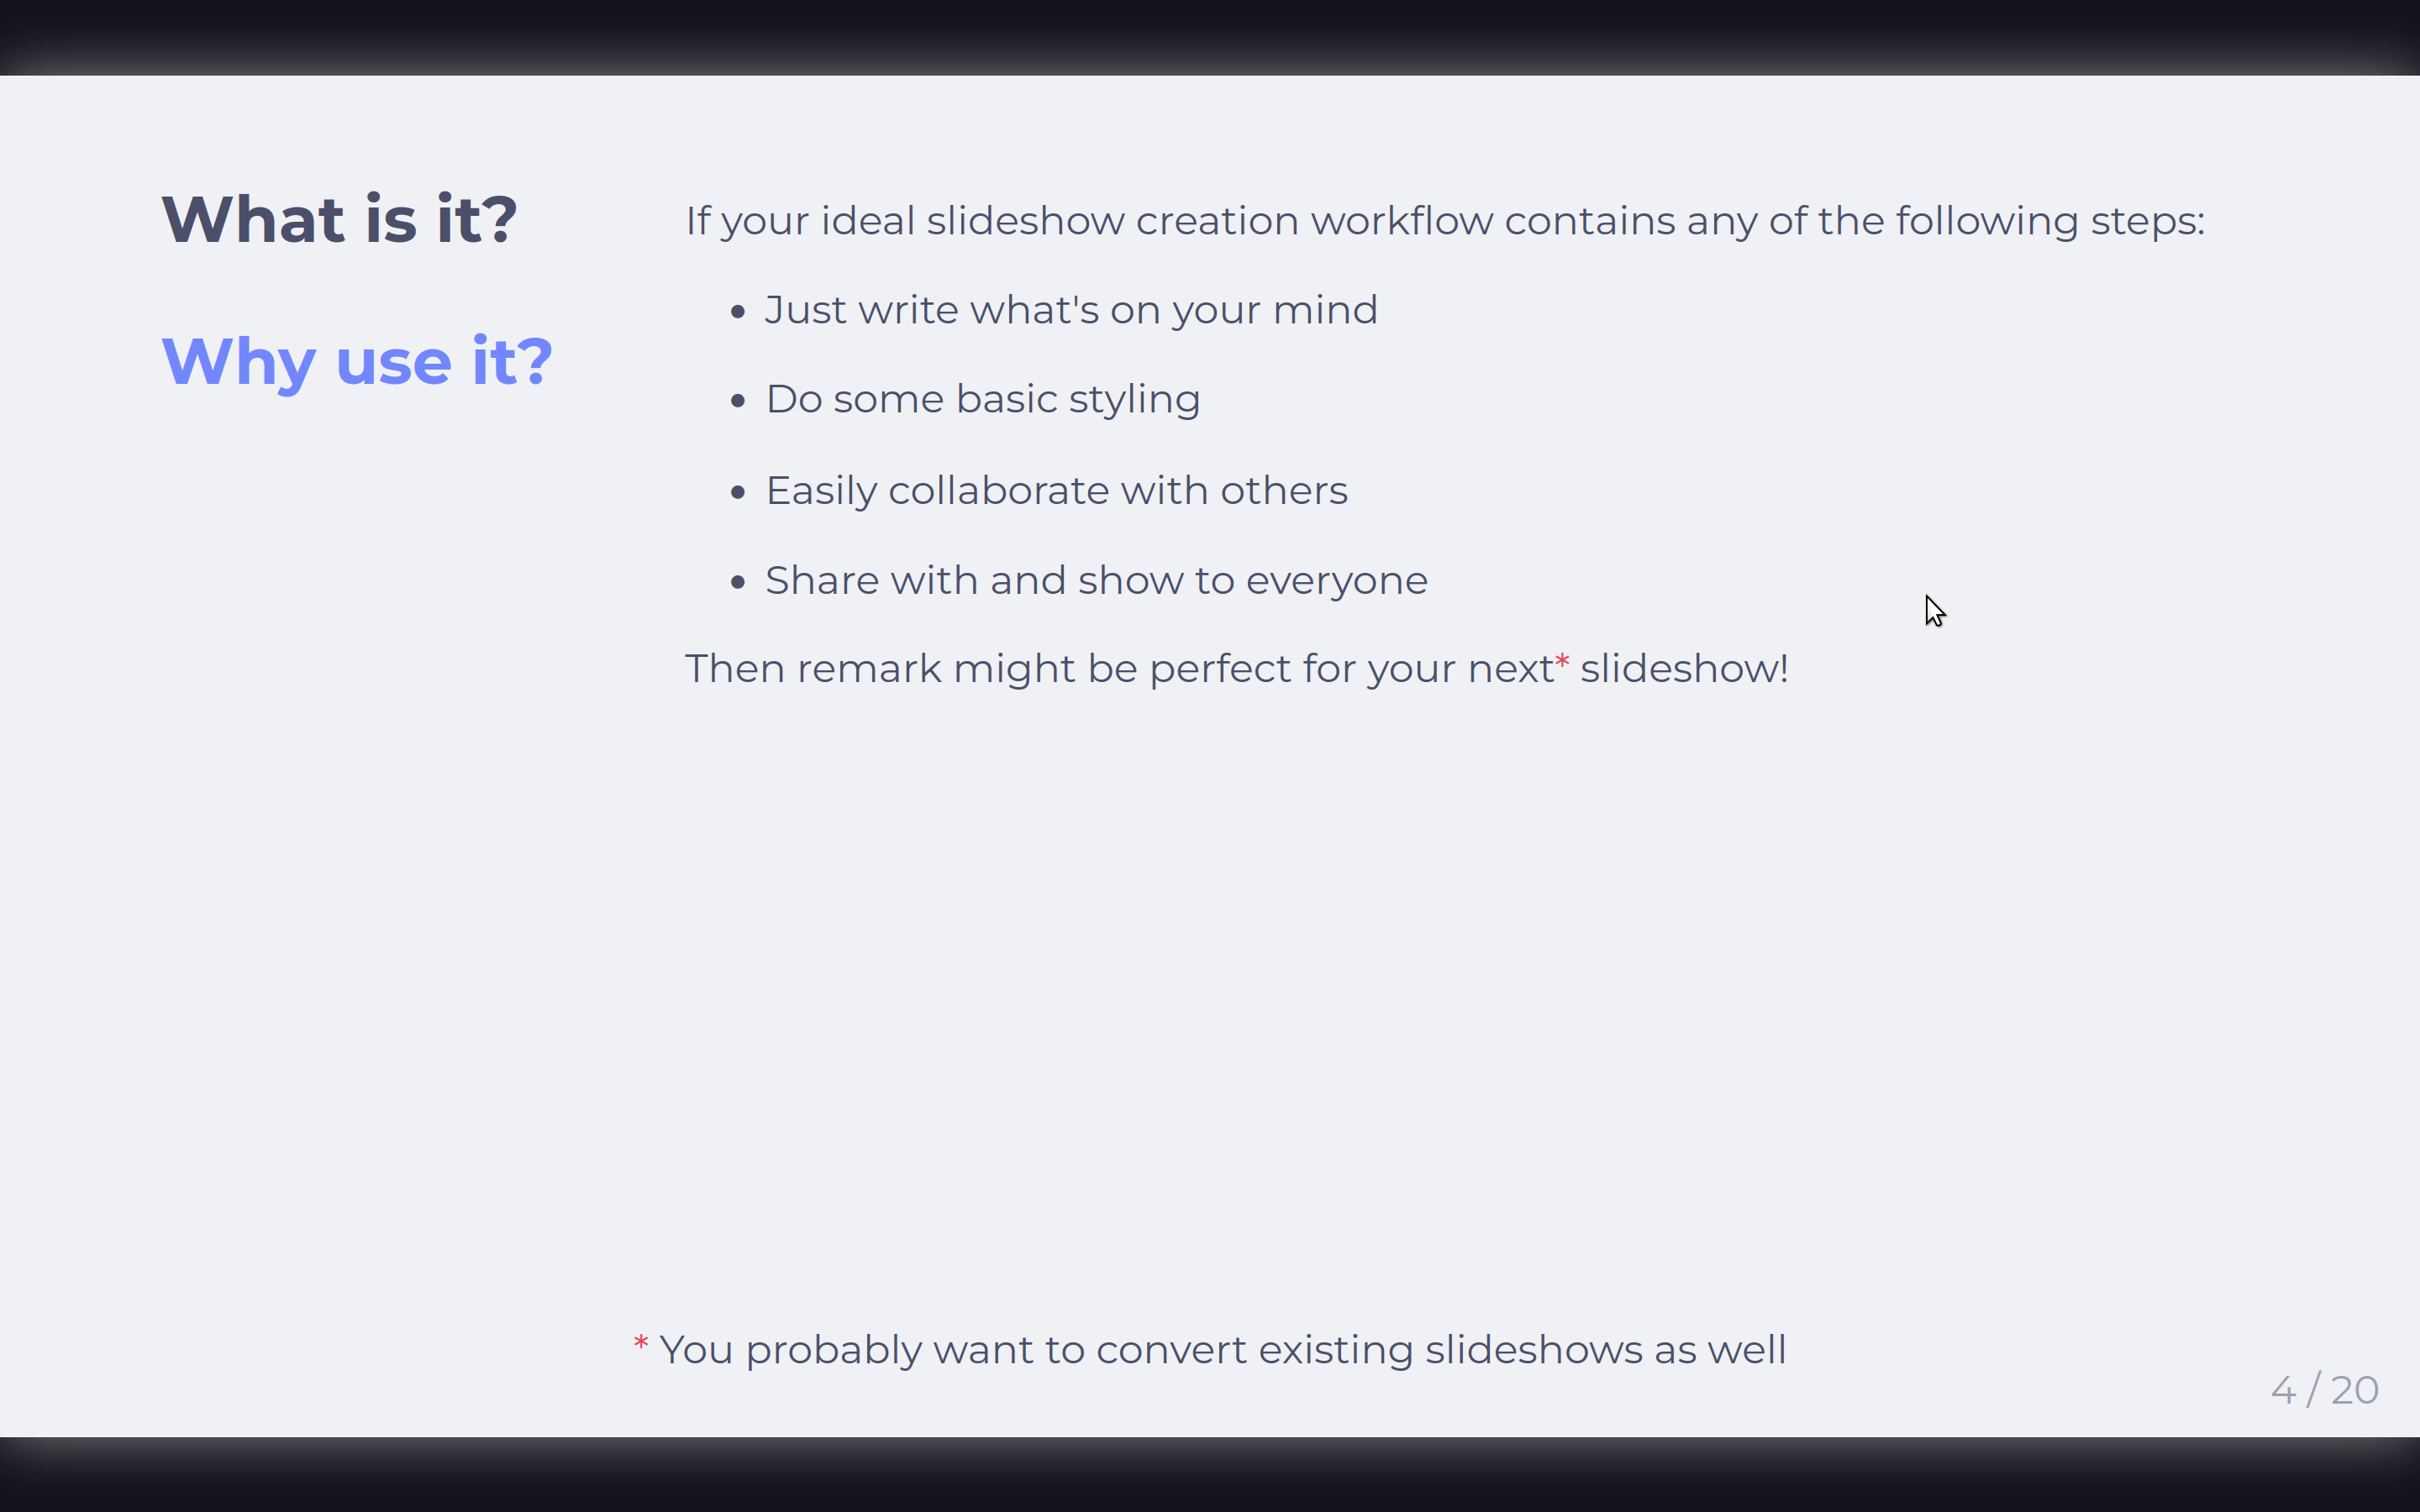 What is it?
Why use it?
If your ideal slideshow creation workflow contains any of the following steps:
• Just write what's on your mind
• Do some basic styling
• Easily collaborate with others
• Share with and show to everyone
Then remark might be perfect for your next* slideshow!
* You probably want to convert existing slideshows as well
4 / 20